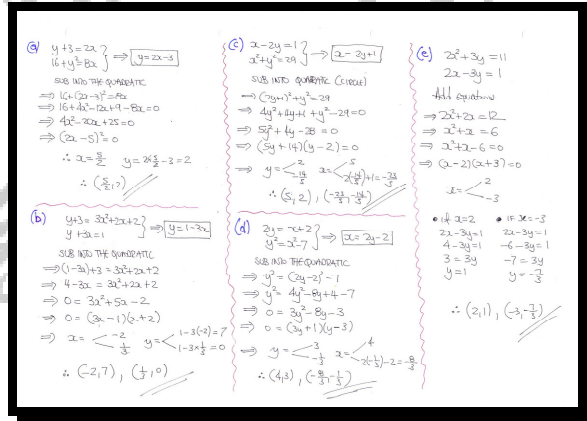 (a) y+3=2x
16+y²=8x } ⇒ y=2x-3
SUB INTO THE QUADRATIC
⇒ 16+(2x-3)²=8x
⇒ 16+4x²-12x+9-8x=0
⇒ 4x²-20x+25=0
⇒ (2x-5)²=0
∴ x=5/2 y=2×5/2-3=2
∴ (5/2,2)
(b) y+3=3x²+2x+2
y+3x=1 } ⇒ y=1-3x
SUB INTO THE QUADRATIC
⇒ (1-3x)+3=3x²+2x+2
⇒ 4-3x=3x²+2x+2
⇒ 0=3x²+5x-2
⇒ 0=(3x-1)(x+2)
⇒ x= < -2 y= < 1-3(-2)=7
1/3 1-3×1/3=0
∴ (-2,7), (1/3,0)
(c) x-2y=1
x²+y²=29 } ⇒ x=2y+1
SUB INTO QUADRATIC (CIRCLE)
⇒ (2y+1)²+y²=29
⇒ 4y²+4y+1+y²-29=0
⇒ 5y²+4y-28=0
⇒ (5y+14)(y-2)=0
⇒ y= < 2 x= < 5
-14/5 2(-14/5)+1=-23/5
∴ (5,2), (-23/5,-14/5)
(d) 2y=x+2
y²=x²-7 } ⇒ x=2y-2
SUB INTO THE QUADRATIC
⇒ y²=(2y-2)²-7
⇒ y²=4y²-8y+4-7
⇒ 0=3y²-8y-3
⇒ 0=(3y+1)(y-3)
⇒ y= < 3 x= < 4
-1/3 2(-1/3)-2=-8/3
∴ (4,3), (-8/3,-1/3)
(e) 2x²+3y=11
2x-3y=1
Add equations
⇒ 2x²+2x=12
⇒ x²+x=6
⇒ x²+x-6=0
⇒ (x-2)(x+3)=0
x= < 2
-3
• if x=2 • IF x=-3
2x-3y=1 2x-3y=1
4-3y=1 -6-3y=1
3=3y -7=3y
y=1 y=-7/3
∴ (2,1), (-3,-7/3)